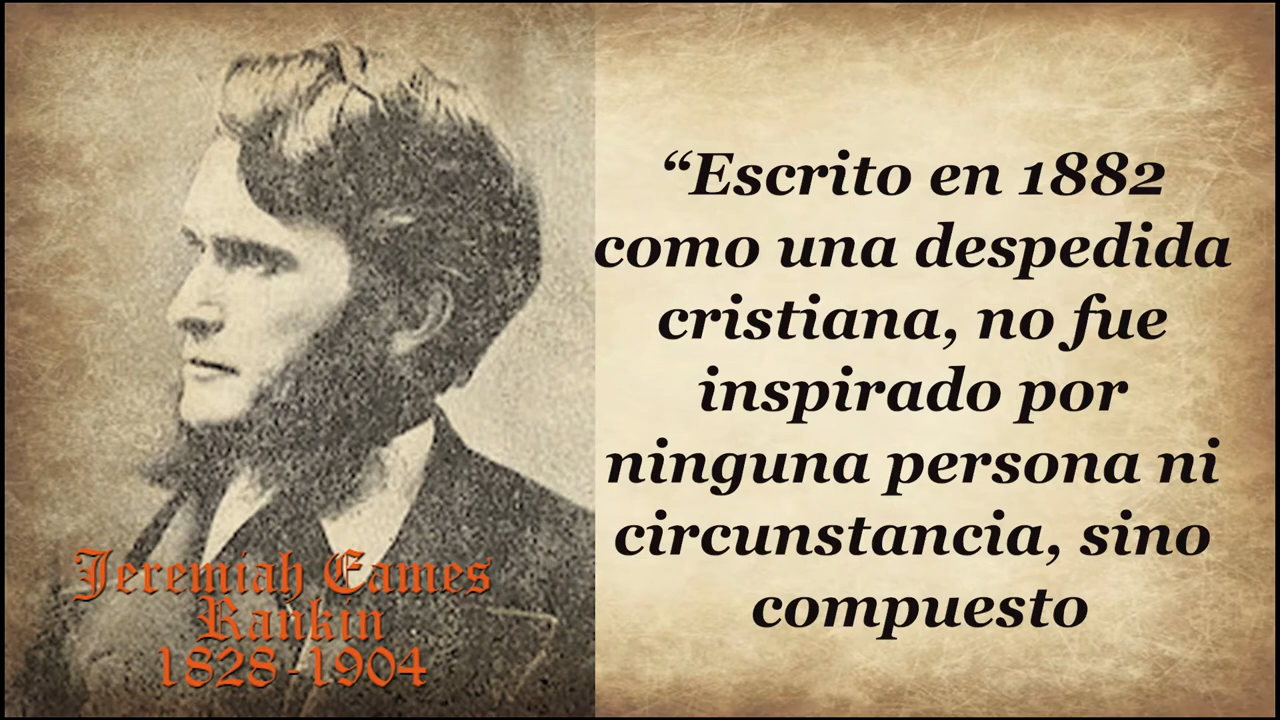 Jeremiah Eames
Rankin
1828-1904
“Escrito en 1882
como una despedida
cristiana, no fue
inspirado por
ninguna persona ni
circunstancia, sino
compuesto